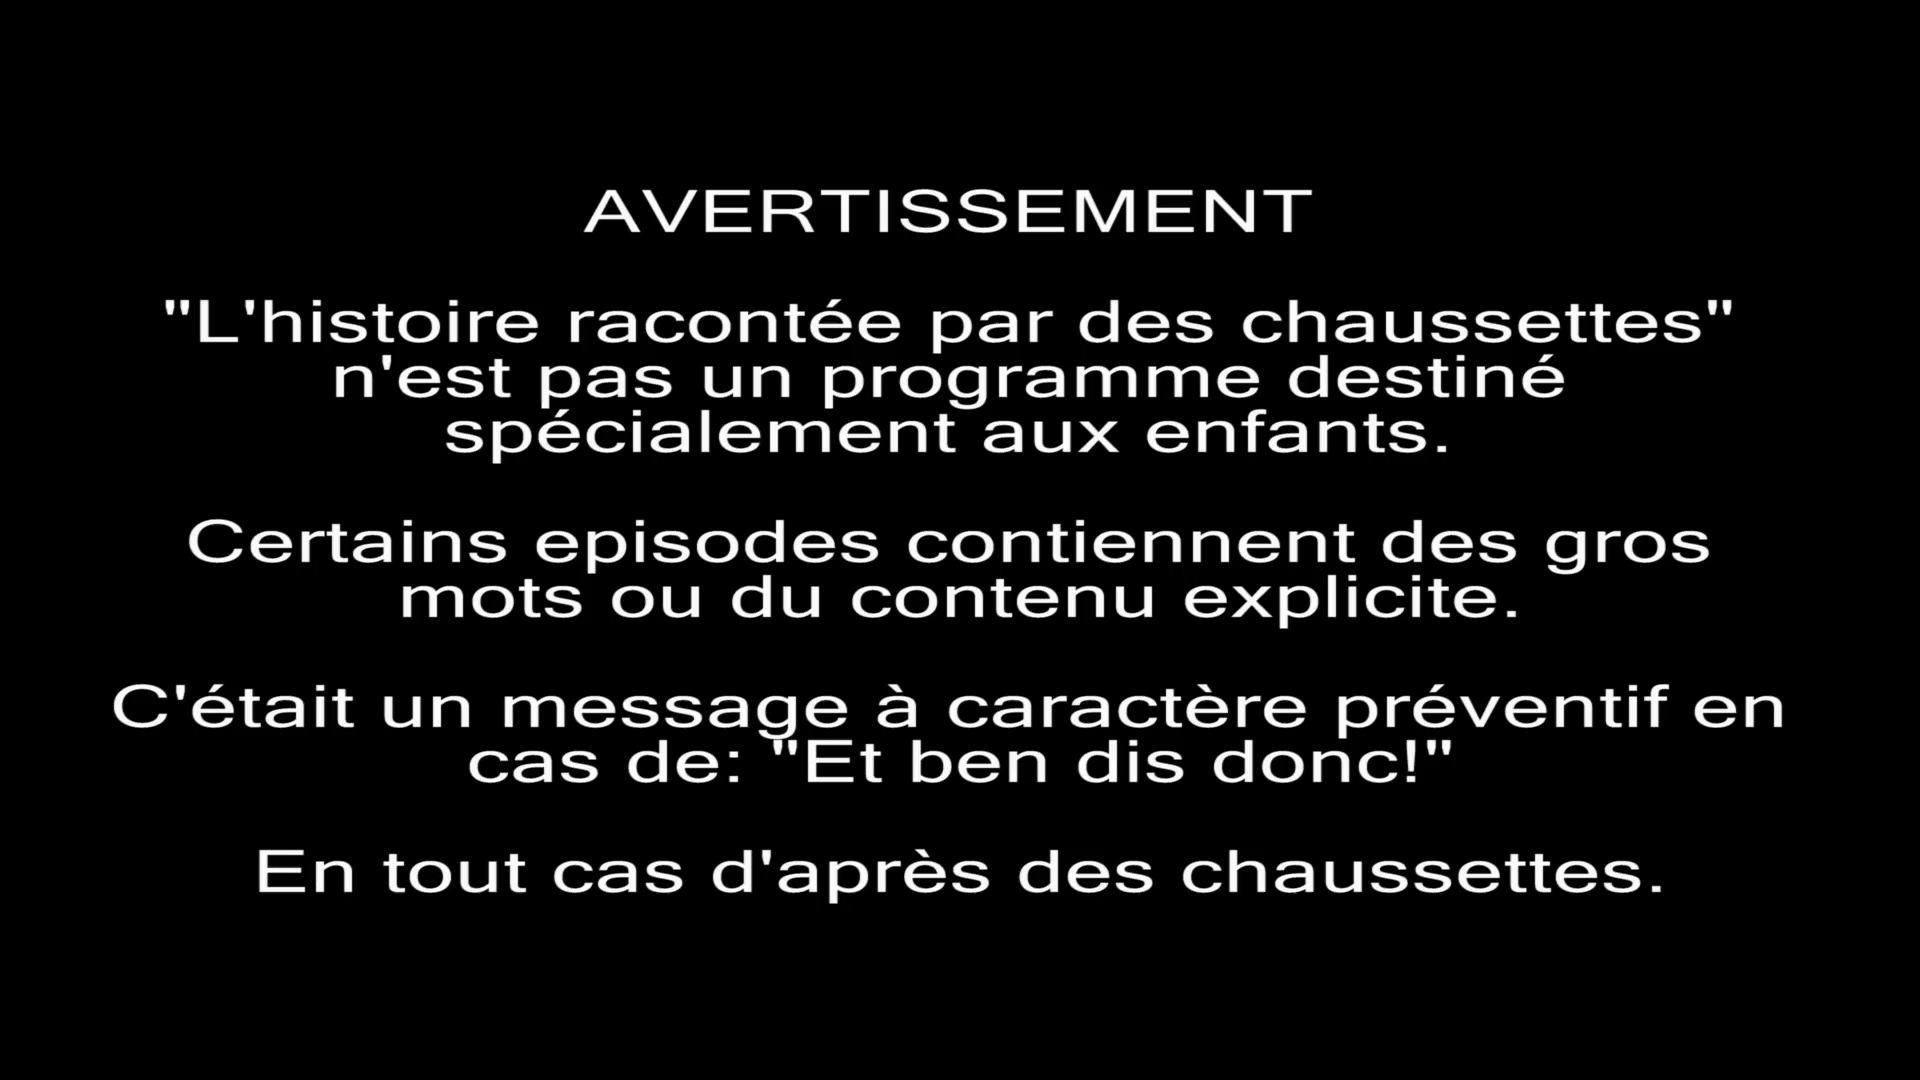 AVERTISSEMENT
"L'histoire racontée par des chaussettes"
n'est pas un programme destiné
spécialement aux enfants.
Certains episodes contiennent des gros
mots ou du contenu explicite.
C'était un message à caractère préventif en
cas de: "Et ben dis donc!"
En tout cas d'après des chaussettes.